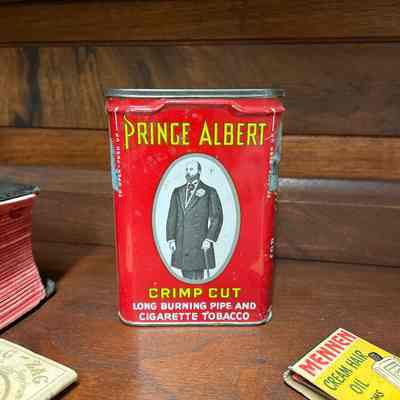 PRINCE ALBERT
CRIMP CUT
LONG BURNING PIPE AND
CIGARETTE TOBACCO
MENNEN
CREAM HAIR
OIL